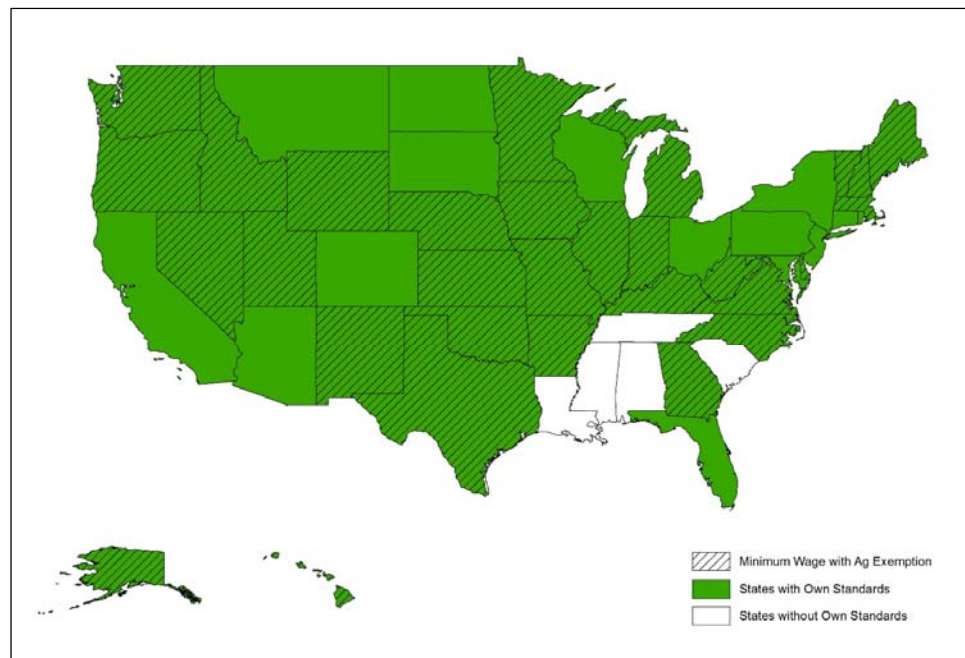 Minimum Wage with Ag Exemption
States with Own Standards
States without Own Standards